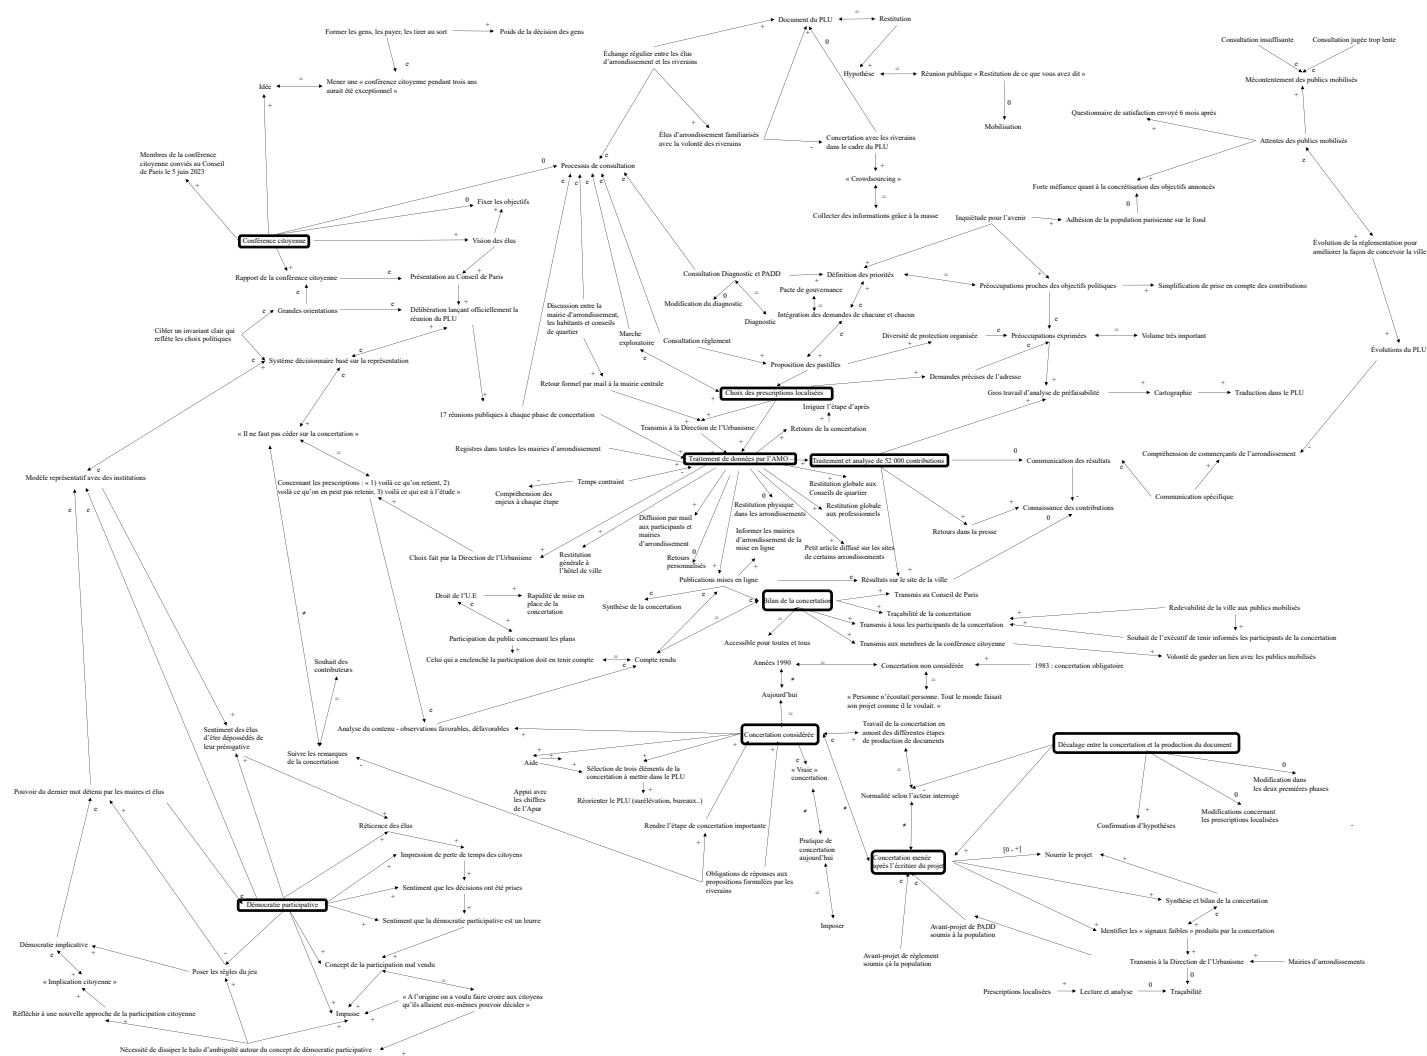 Document du PLU
Restitution
Former les gens, les payer, les tirer au sort
Poids de la décision des gens
Consultation insuffisante
Consultation jugée trop lente
Échange régulier entre les élus
d'arrondissement et les riverains
Hypothèse
Réunion publique « Restitution de ce que vous avez dit »
Mécontentement des publics mobilisés
Idée
Mener une « conférence citoyenne pendant trois ans
aurait été exceptionnel »
Questionnaire de satisfaction envoyé 6 mois après
Mobilisation
Élus d'arrondissement familiarisés
avec la volonté des riverains
Concertation avec les riverains
dans le cadre du PLU
Attentes des publics mobilisés
Membres de la conférence
citoyenne conviés au Conseil
de Paris le 5 juin 2023
Processus de consultation
« Crowdsourcing »
Forte méfiance quant à la concrétisation des objectifs annoncés
Fixer les objectifs
Collecter des informations grâce à la masse
Inquiétude pour l'avenir
Adhésion de la population parisienne sur le fond
Conférence citoyenne
Vision des élus
Évolution de la réglementation pour
améliorer la façon de concevoir la ville
Rapport de la conférence citoyenne
Présentation au Conseil de Paris
Consultation Diagnostic et PADD
Définition des priorités
Préoccupations proches des objectifs politiques
Simplification de prise en compte des contributions
Pacte de gouvernance
Modification du diagnostic
Grandes orientations
Délibération lançant officiellement la
réunion du PLU
Discussion entre la
mairie d'arrondissement,
les habitants et conseils
de quartier
Diagnostic
Intégration des demandes de chacune et chacun
Cibler un invariant clair qui
reflète les choix politiques
Marche
exploratoire
Consultation règlement
Diversité de protection organisée
Préoccupations exprimées
Volume très important
Évolutions du PLU
Système décisionnaire basé sur la représentation
Proposition des pastilles
Retour formel par mail à la mairie centrale
Demandes précises de l'adresse
Choix des prescriptions localisées
Gros travail d'analyse de préfaisabilité
Cartographie
Traduction dans le PLU
17 réunions publiques à chaque phase de concertation
Irriguer l'étape d'après
Transmis à la Direction de l'Urbanisme
Retours de la concertation
« Il ne faut pas céder sur la concertation »
Registres dans toutes les mairies d'arrondissement
Traitement de données par l'AMO
Traitement et analyse de 52 000 contributions
Communication des résultats
Compréhension de commerçants de l'arrondissement
Modèle représentatif avec des institutions
Concernant les prescriptions : « 1) voilà ce qu'on retient, 2)
voilà ce qu'on en peut pas retenir, 3) voilà ce qui est à l'étude »
Temps contraint
Compréhension des
enjeux à chaque étape
Restitution globale aux
Conseils de quartier
Communication spécifique
Restitution physique
dans les arrondissements
Restitution globale
aux professionnels
Connaissance des contributions
Diffusion par mail
aux participants et
mairies
d'arrondissement
Informer les mairies
d'arrondissement de la
mise en ligne
Retours dans la presse
Choix fait par la Direction de l'Urbanisme
Restitution
générale à
l'hôtel de ville
Retours
personnalisés
Petit article diffusé sur les sites
de certains arrondissements
Publications mises en ligne
Résultats sur le site de la ville
Droit de l'U.E
Rapidité de mise en
place de la
concertation
Synthèse de la concertation
Bilan de la concertation
Transmis au Conseil de Paris
Traçabilité de la concertation
Redevabilité de la ville aux publics mobilisés
Transmis à tous les participants de la concertation
Participation du public concernant les plans
Accessible pour toutes et tous
Transmis aux membres de la conférence citoyenne
Souhait de l'exécutif de tenir informés les participants de la concertation
Celui qui a enclenché la participation doit en tenir compte
Compte rendu
Volonté de garder un lien avec les publics mobilisés
Souhait des
contributeurs
Années 1990
Concertation non considérée
1983 : concertation obligatoire
Aujourd'hui
« Personne n'écoutait personne. Tout le monde faisait
son projet comme il le voulait. »
Sentiment des élus
d'être dépossédés de
leur prérogative
Analyse du contenu - observations favorables, défavorables
Concertation considérée
Travail de la concertation en
amont des différentes étapes
de production de documents
Décalage entre la concertation et la production du document
Suivre les remarques
de la concertation
Aide
Sélection de trois éléments de la
concertation à mettre dans le PLU
« Vraie »
concertation
Modification dans
les deux premières phases
Pouvoir du dernier mot détenu par les maires et élus
Appui avec
les chiffres
de l'Apur
Réorienter le PLU (surélévation, bureaux..)
Normalité selon l'acteur interrogé
Modifications concernant
les prescriptions localisées
Réticence des élus
Rendre l'étape de concertation importante
Confirmation d'hypothèses
Pratique de
concertation
aujourd'hui
Impression de perte de temps des citoyens
Concertation menée
après l'écriture du projet
[0 - +]
Nourrir le projet
Obligations de réponses aux
propositions formulées par les
riverains
Sentiment que les décisions ont été prises
Démocratie participative
Synthèse et bilan de la concertation
Sentiment que la démocratie participative est un leurre
Imposer
Avant-projet de PADD
soumis à la population
Identifier les « signaux faibles » produits par la concertation
Démocratie implicative
Avant-projet de règlement
soumis çà la population
Concept de la participation mal vendu
Poser les règles du jeu
Transmis à la Direction de l'Urbanisme
Mairies d'arrondissements
« Implication citoyenne »
« A l'origine on a voulu faire croire aux citoyens
qu'ils allaient eux-mêmes pouvoir décider »
Prescriptions localisées
Lecture et analyse
Traçabilité
Réfléchir à une nouvelle approche de la participation citoyenne
Impasse
Nécessité de dissiper le halo d'ambiguïté autour du concept de démocratie participative